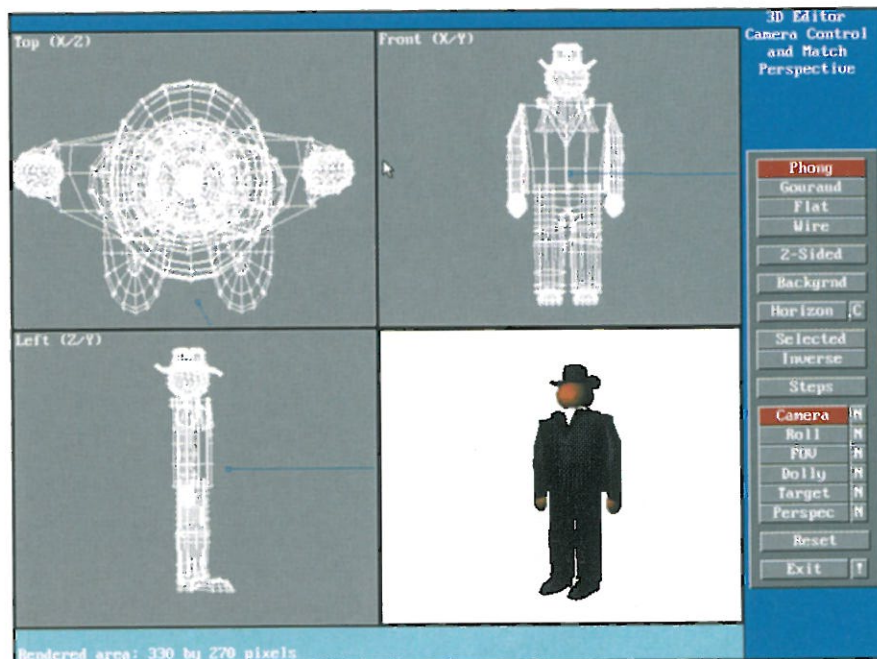 3D Editor
Camera Control
and Match
Perspective
Top (X/Z)
Front (X/Y)
Left (Z/Y)
Phong
Gouraud
Flat
Wire
2-Sided
Backgrnd
Horizon C
Selected
Inverse
Steps
Camera N
Roll N
FOV N
Dolly N
Target N
Perspec N
Reset
Exit !
Rendered area: 330 by 270 pixels